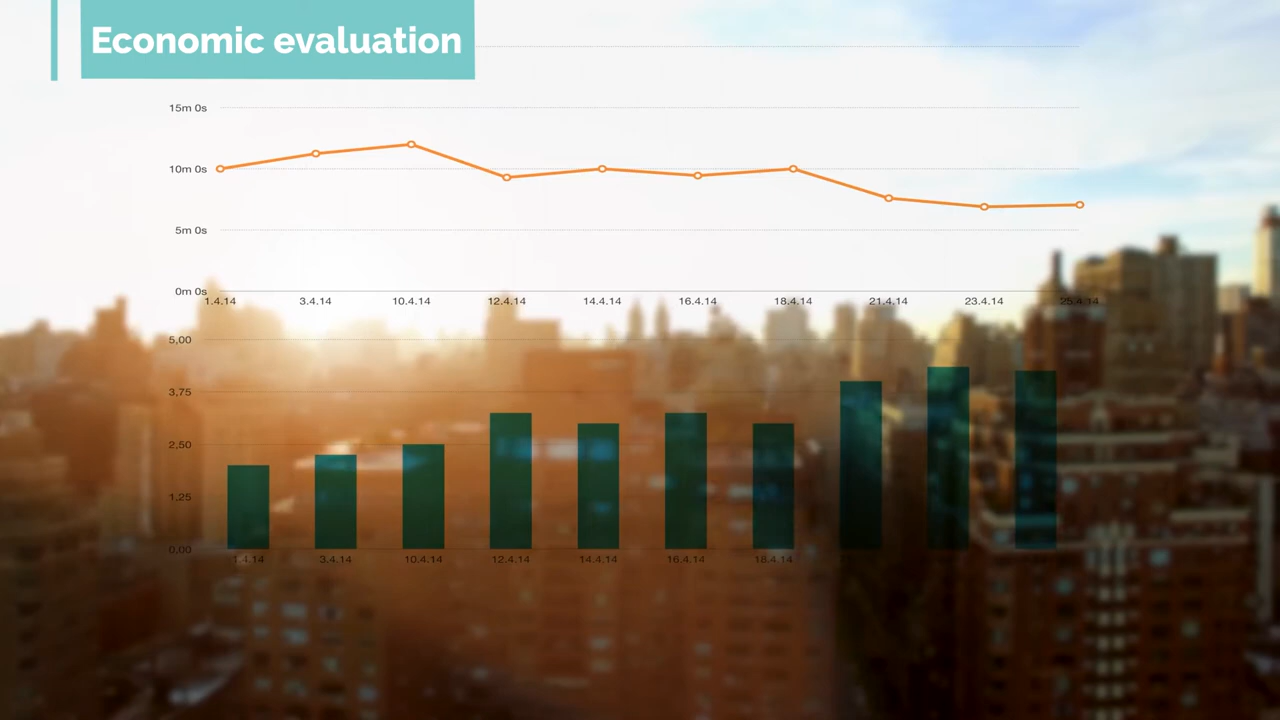 Economic evaluation
15m 0s
10m 0s
5m 0s
0m 0s
1.4.14 3.4.14 10.4.14 12.4.14 14.4.14 16.4.14 18.4.14 21.4.14 23.4.14 25.4.14
5,00
3,75
2,50
1,25
0,00
1.4.14 3.4.14 10.4.14 12.4.14 14.4.14 16.4.14 18.4.14